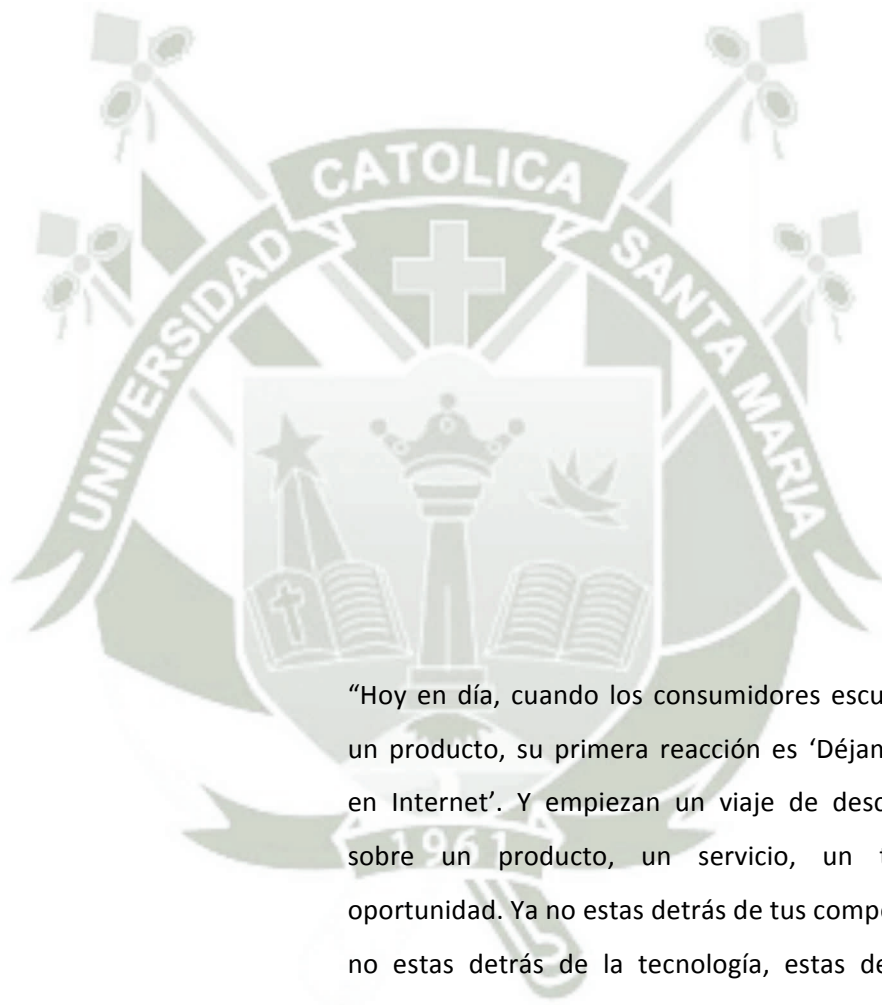 CATOLICA
UNIVERSIDAD
SANTA MARIA
“Hoy en día, cuando los consumidores
un producto, su primera reacción es
en Internet’. Y empiezan un viaje de
sobre un producto, un servicio, un
oportunidad. Ya no estas detrás de tus
no estas detrás de la tecnología, estas
1961